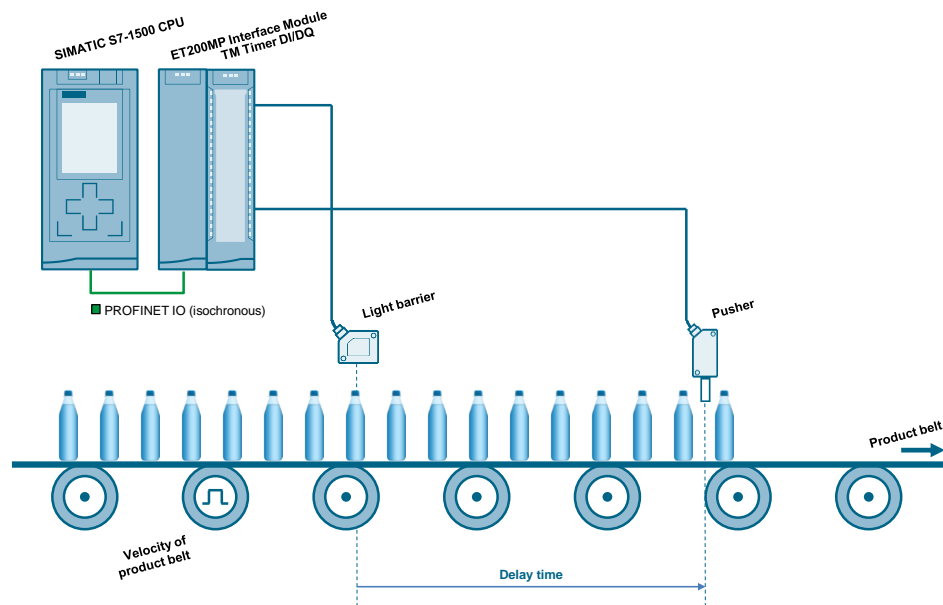 SIMATIC S7-1500 CPU
ET200MP Interface Module
TM Timer DI/DQ
PROFINET IO (isochronous)
Light barrier
Pusher
Product belt
Velocity of
product belt
Delay time